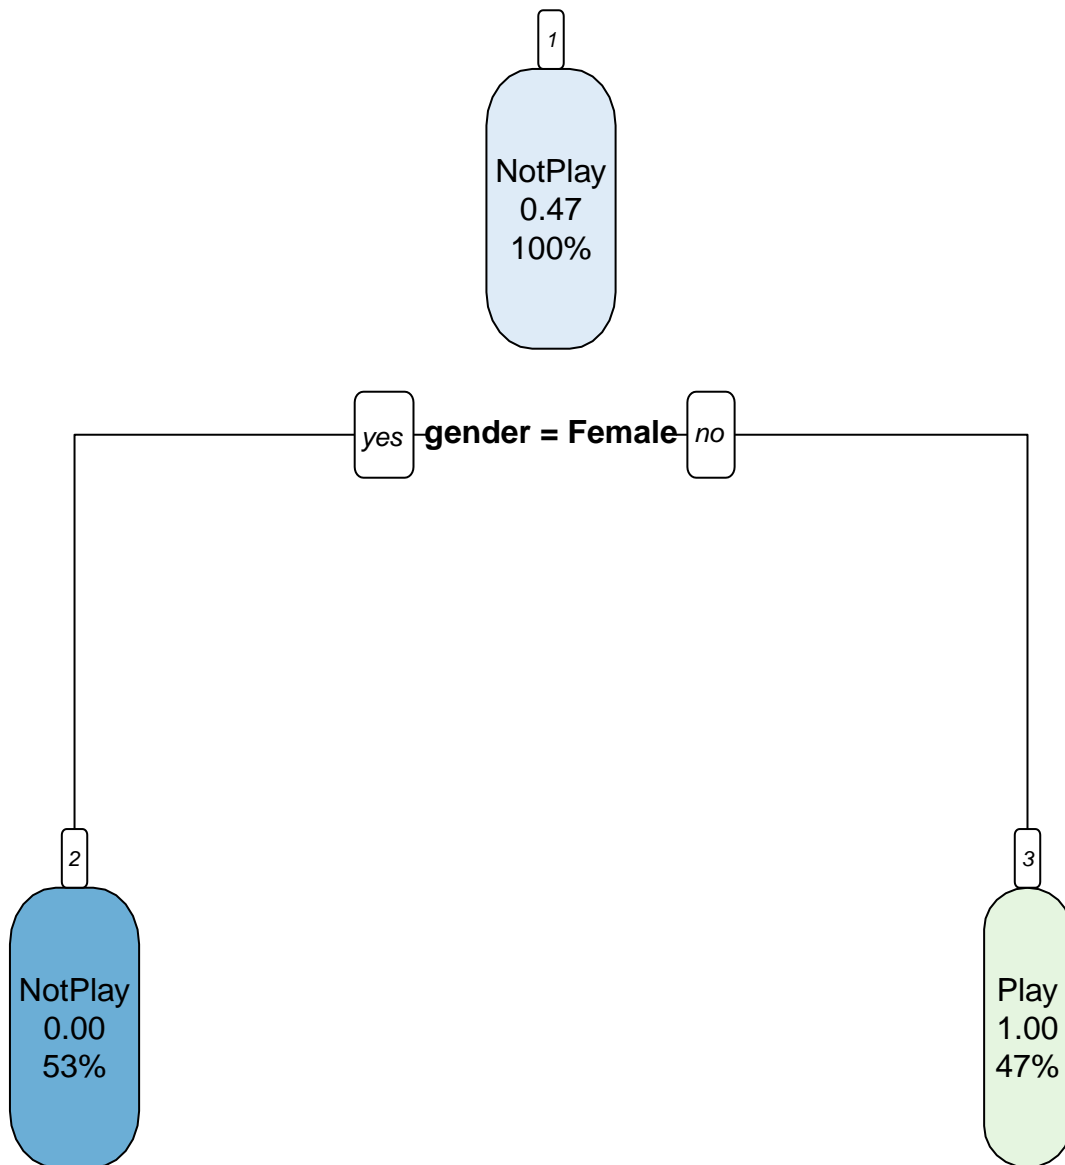 1
NotPlay
0.47
100%
yes gender = Female no
2
NotPlay
0.00
53%
3
Play
1.00
47%